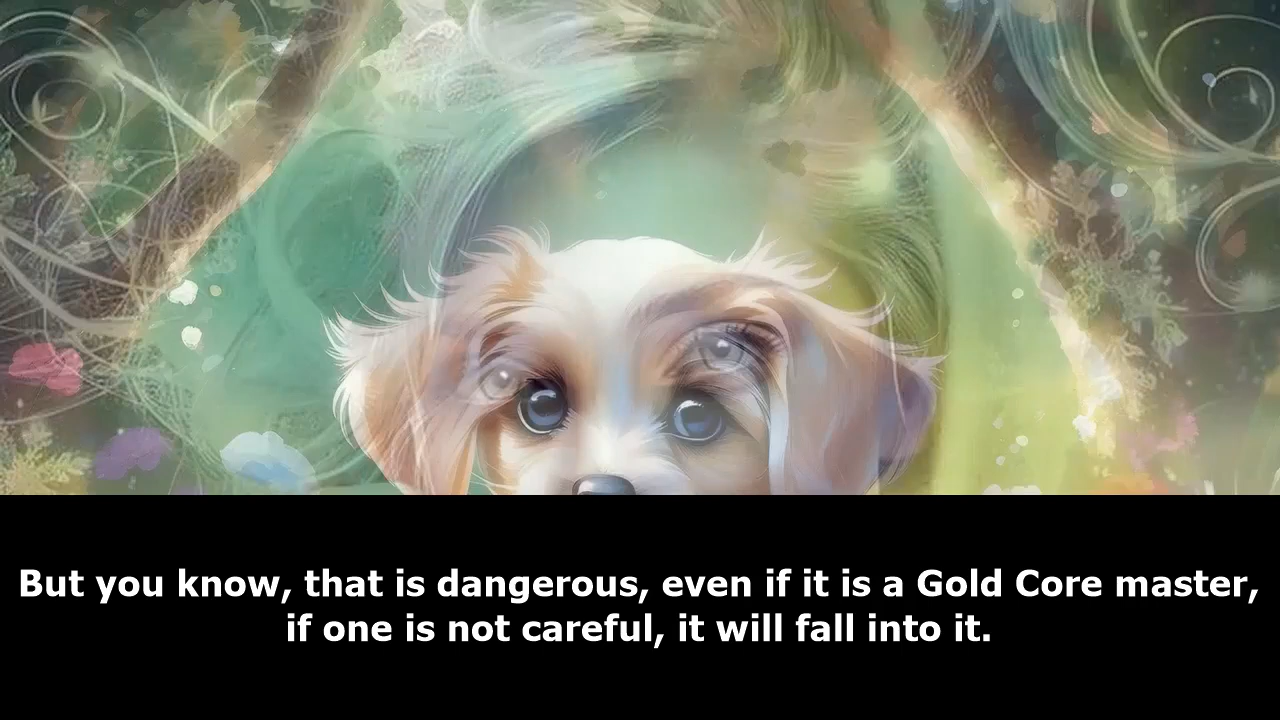 But you know, that is dangerous, even if it is a Gold Core master,
if one is not careful, it will fall into it.